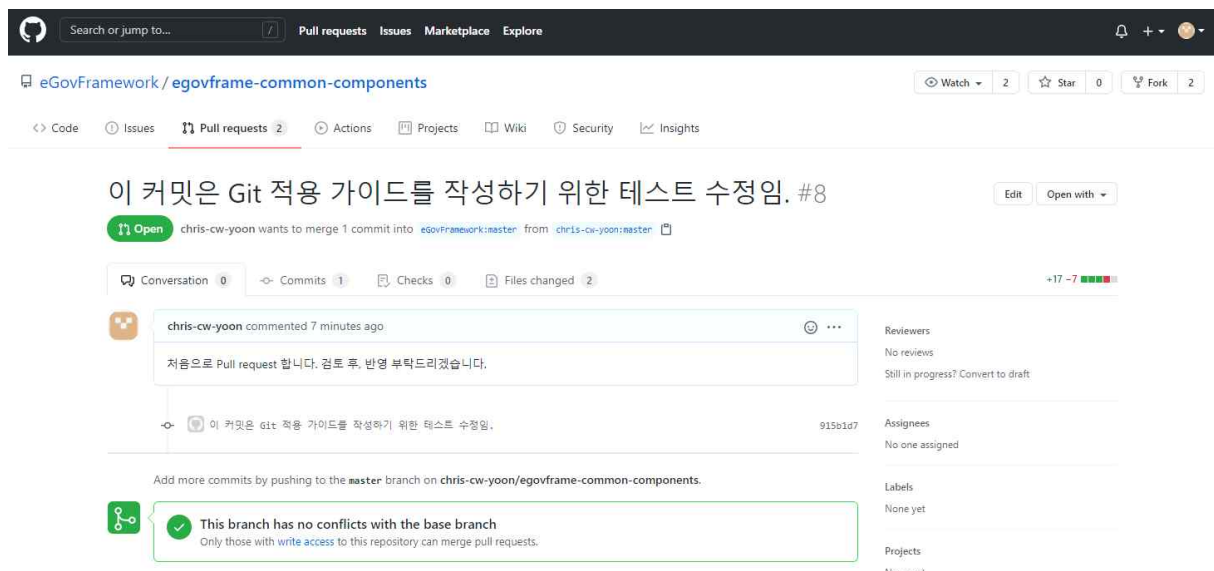 Search or jump to... / Pull requests Issues Marketplace Explore
eGovFramework / egovframe-common-components Watch 2 Star 0 Fork 2
Code Issues Pull requests 2 Actions Projects Wiki Security Insights
이 커밋은 Git 적용 가이드를 작성하기 위한 테스트 수정임. #8 Edit Open with
Open chris-cw-yoon wants to merge 1 commit into eGovFramework:master from chris-cw-yoon:master
Conversation 0 Commits 1 Checks 0 Files changed 2 +17 −7
chris-cw-yoon commented 7 minutes ago
처음으로 Pull request 합니다. 검토 후, 반영 부탁드리겠습니다.
이 커밋은 Git 적용 가이드를 작성하기 위한 테스트 수정임. 915b1d7
Add more commits by pushing to the master branch on chris-cw-yoon/egovframe-common-components.
This branch has no conflicts with the base branch
Only those with write access to this repository can merge pull requests.
Reviewers
No reviews
Still in progress? Convert to draft
Assignees
No one assigned
Labels
None yet
Projects